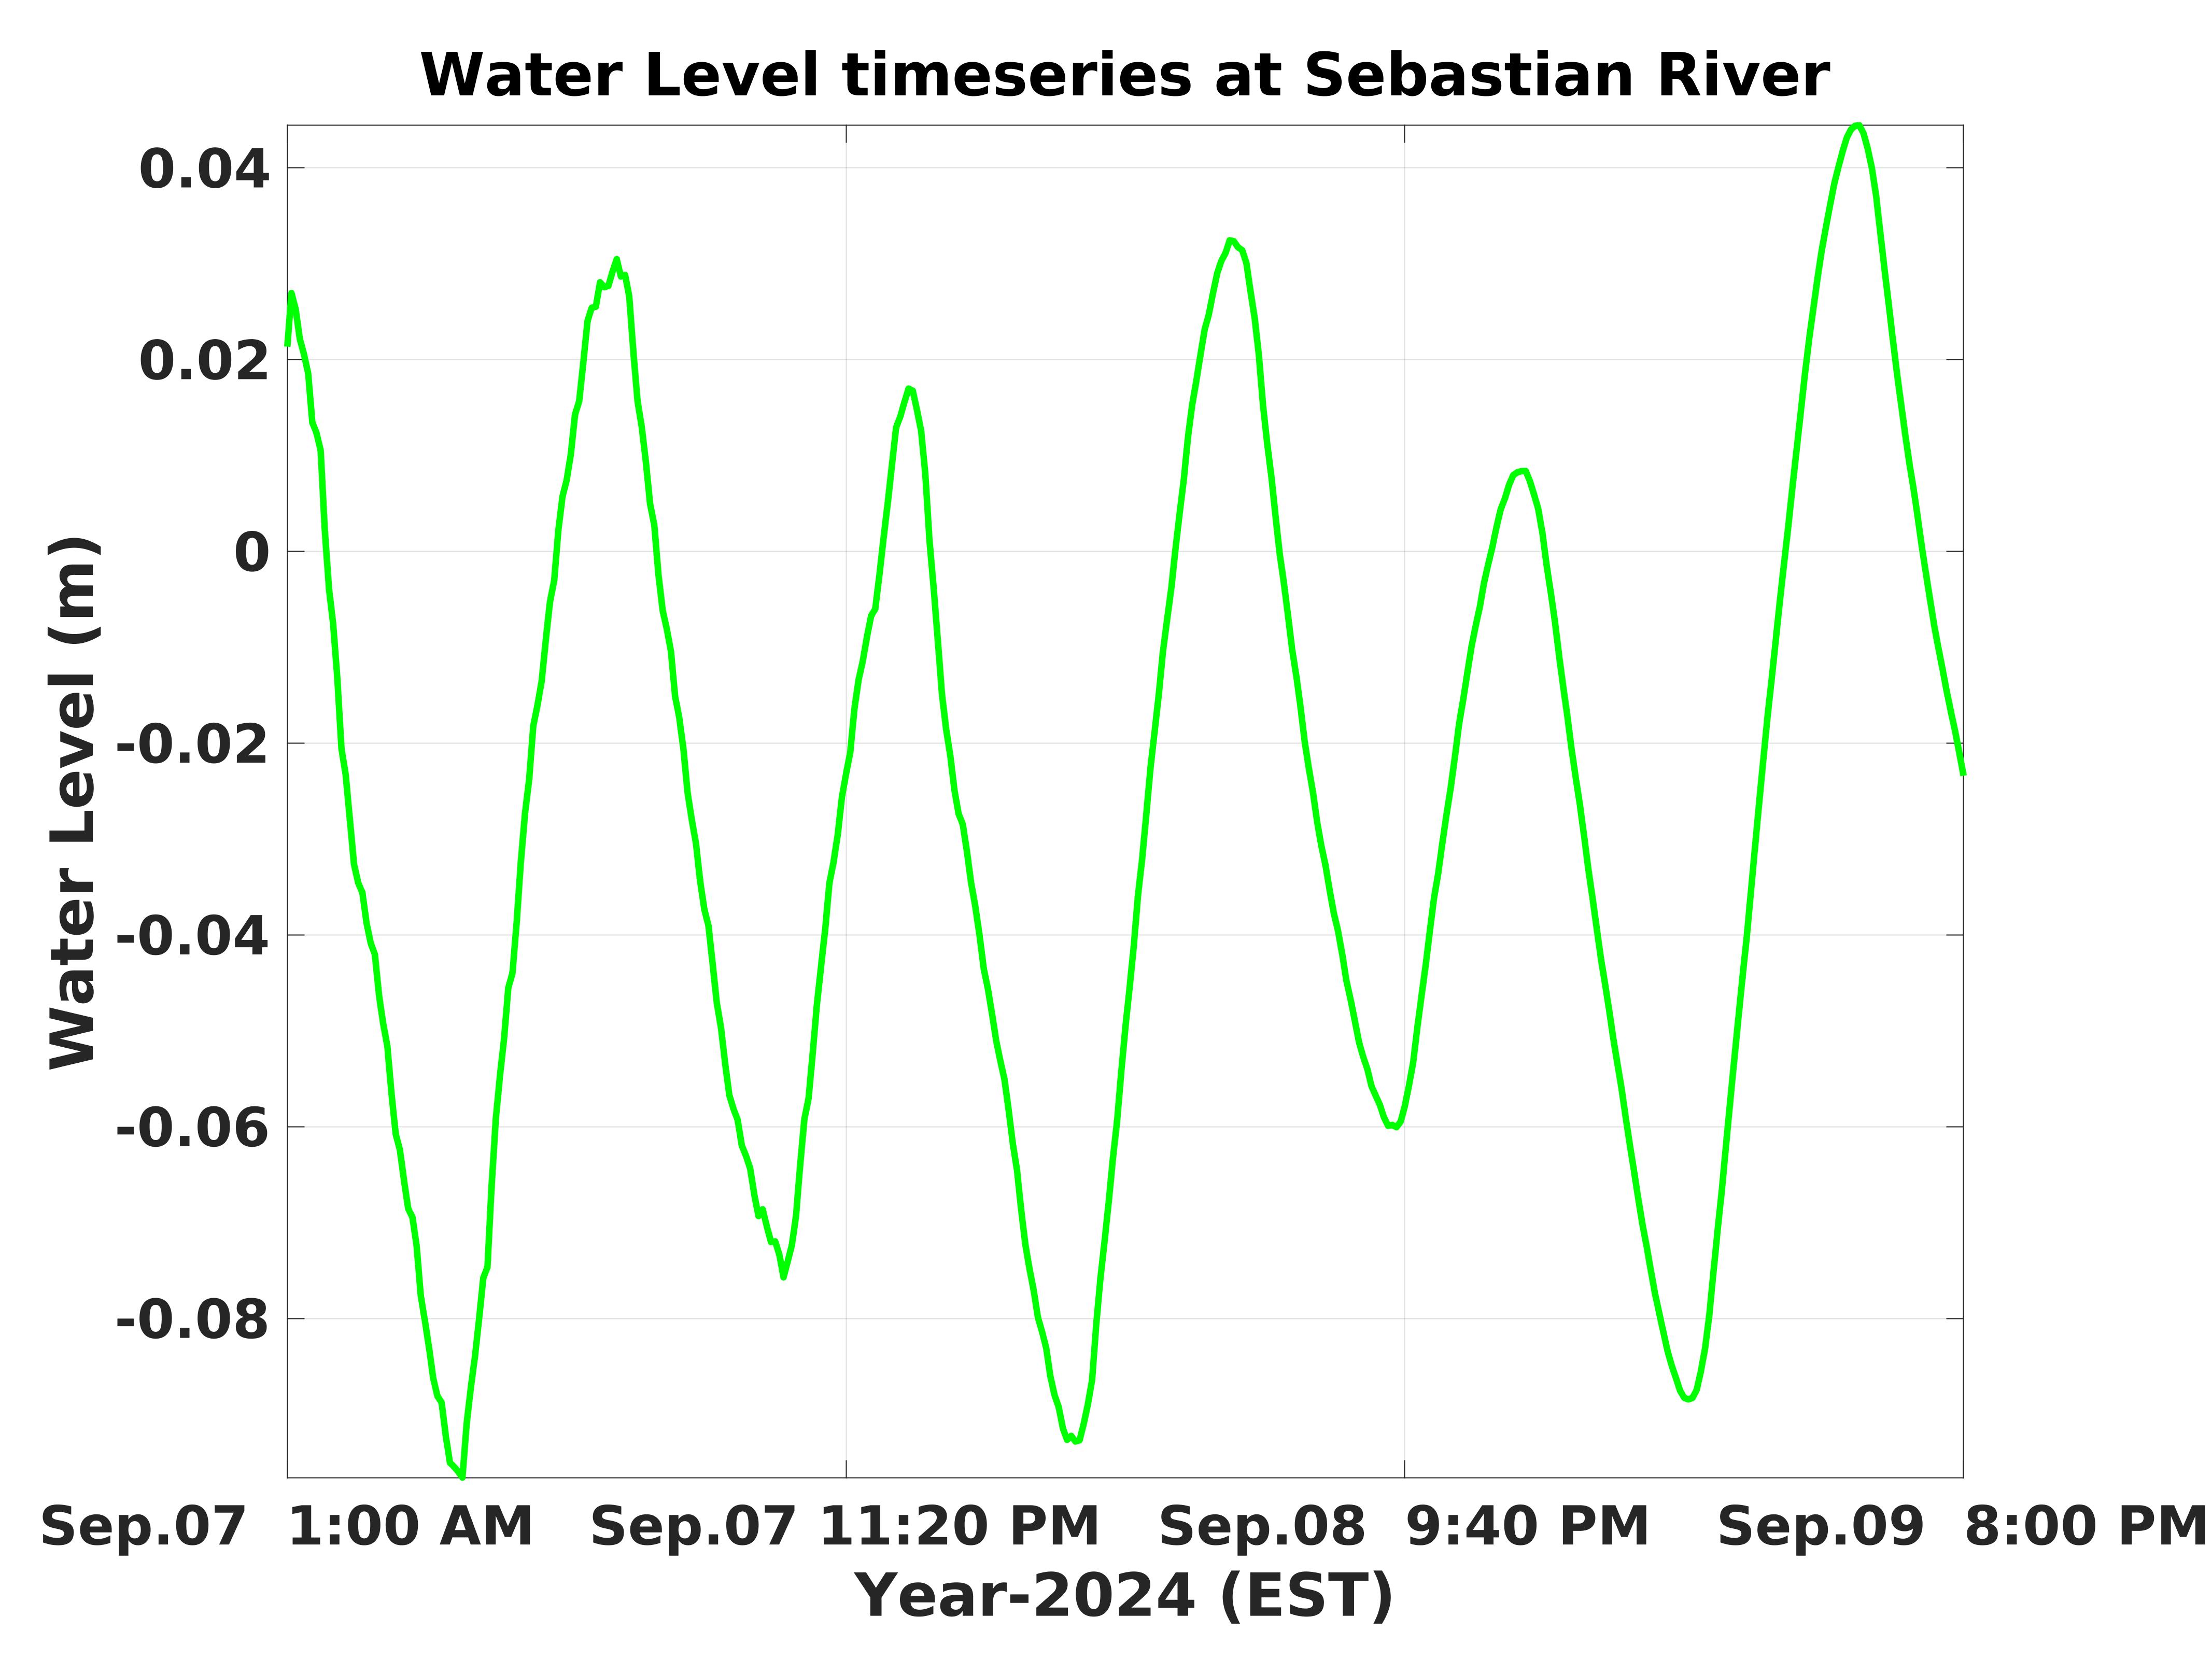 Water Level timeseries at Sebastian River
0.04
0.02
0
-0.02
-0.04
-0.06
-0.08
Water Level (m)
Sep.07 1:00 AM Sep.07 11:20 PM Sep.08 9:40 PM Sep.09 8:00 PM
Year-2024 (EST)